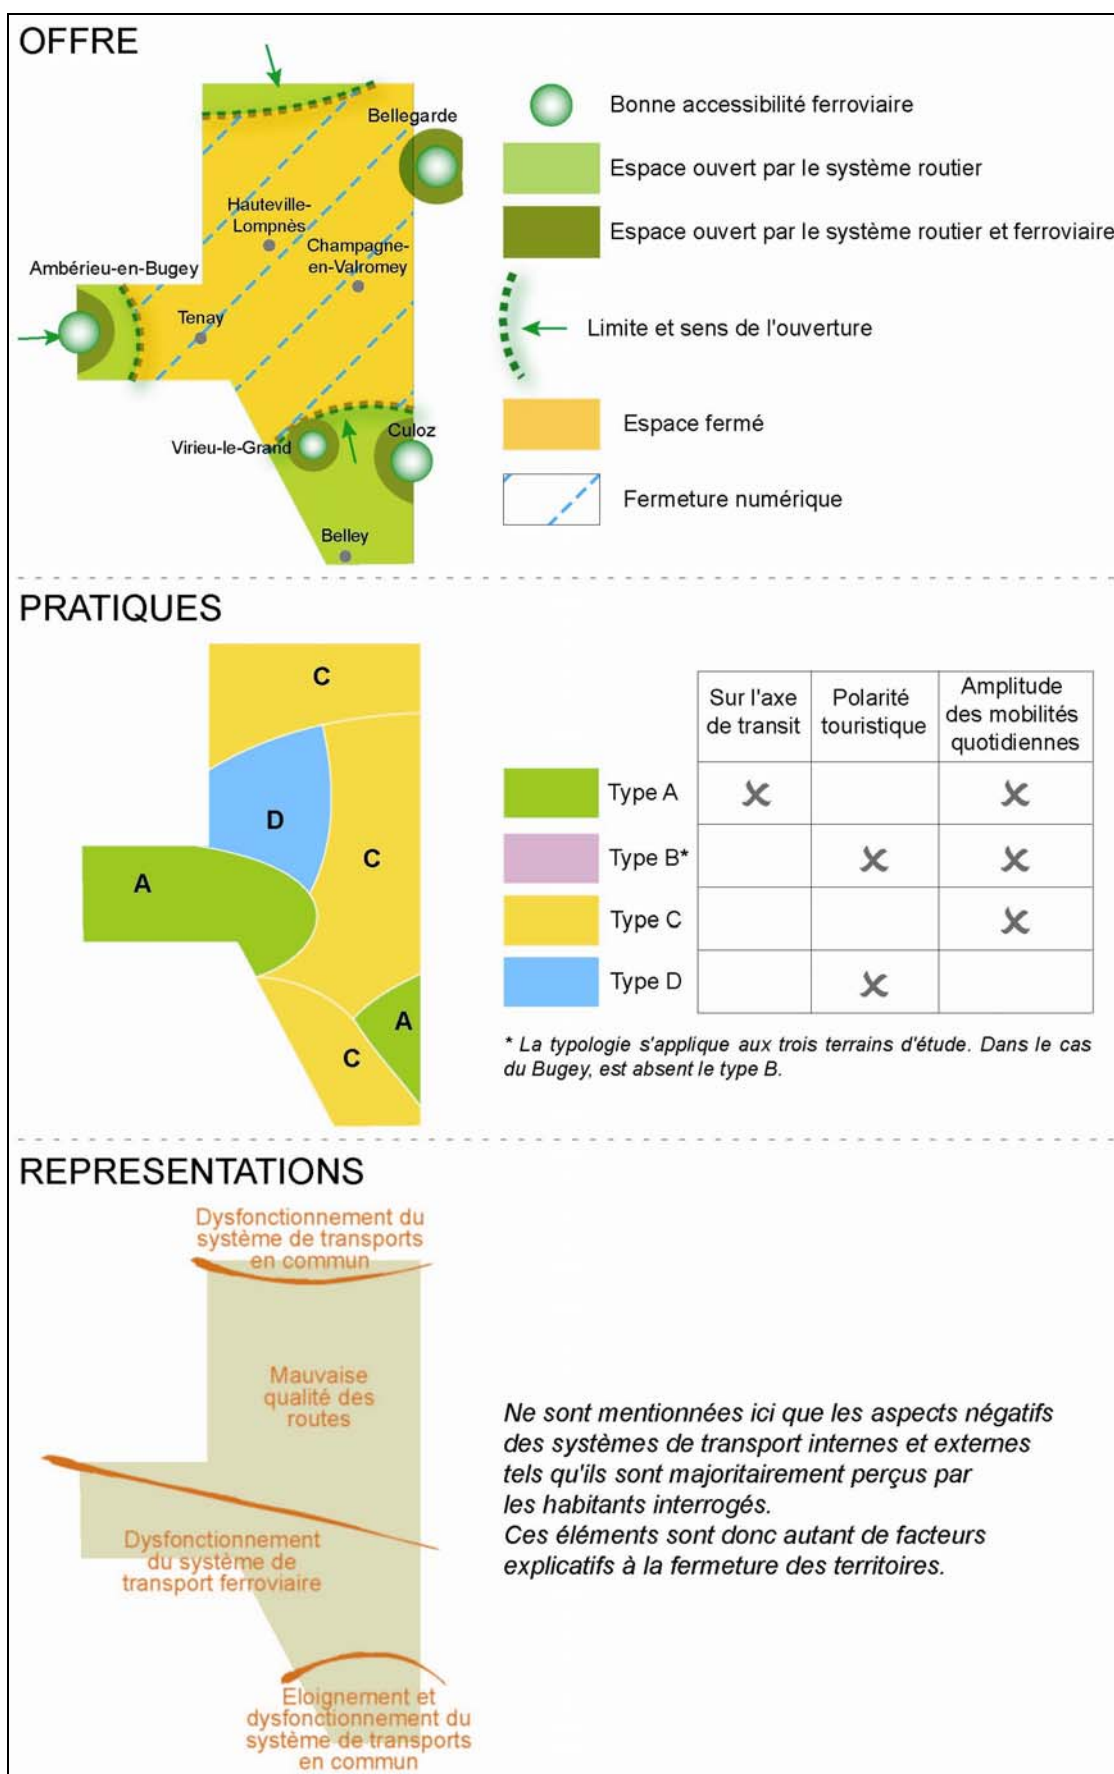 OFFRE
Bellegarde
Hauteville-
Lompnès
Champagne-
en-Valromey
Ambérieu-en-Bugey
Tenay
Virieu-le-Grand
Culoz
Belley
Bonne accessibilité ferroviaire
Espace ouvert par le système routier
Espace ouvert par le système routier et ferroviaire
Limite et sens de l'ouverture
Espace fermé
Fermeture numérique
PRATIQUES
C
D
C
A
A
C
Sur l'axe
de transit
Polarité
touristique
Amplitude
des mobilités
quotidiennes
Type A
Type B*
Type C
Type D
* La typologie s'applique aux trois terrains d'étude. Dans le cas
du Bugey, est absent le type B.
REPRESENTATIONS
Dysfonctionnement du
système de transports
en commun
Mauvaise
qualité des
routes
Dysfonctionnement
du système de
transport ferroviaire
Eloignement et
dysfonctionnement du
système de transports
en commun
Ne sont mentionnées ici que les aspects négatifs
des systèmes de transport internes et externes
tels qu'ils sont majoritairement perçus par
les habitants interrogés.
Ces éléments sont donc autant de facteurs
explicatifs à la fermeture des territoires.